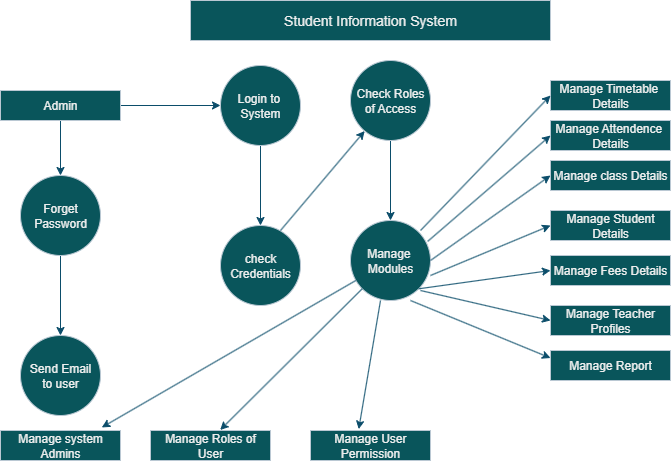 Student Information System
Admin
Login to
System
Check Roles
of Access
Manage Timetable
Details
Manage Attendence
Details
Manage class Details
Forget
Password
Manage Student
Details
check
Credentials
Manage
Modules
Manage Fees Details
Manage Teacher
Profiles
Manage Report
Send Email
to user
Manage system
Admins
Manage Roles of
User
Manage User
Permission